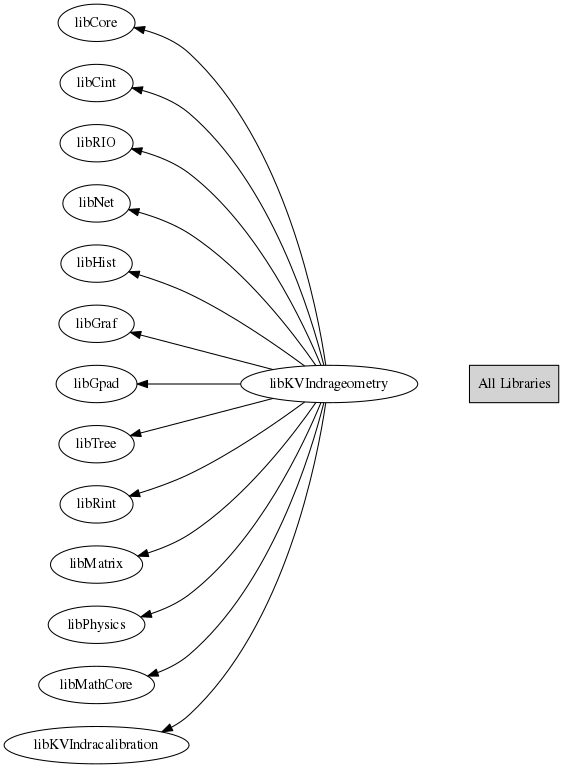 libCore
libCint
libRIO
libNet
libHist
libGraf
libGpad
libKVIndrageometry
All Libraries
libTree
libRint
libMatrix
libPhysics
libMathCore
libKVIndracalibration